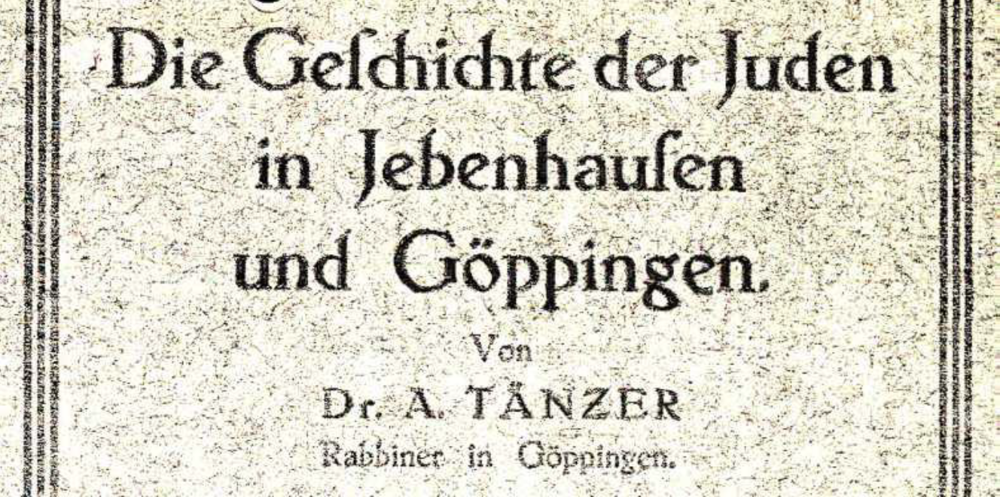 Die Geſchichte der Juden
in Jebenhauſen
und Göppingen.
Von
Dr. A. TÄNZER
Rabbiner in Göppingen.